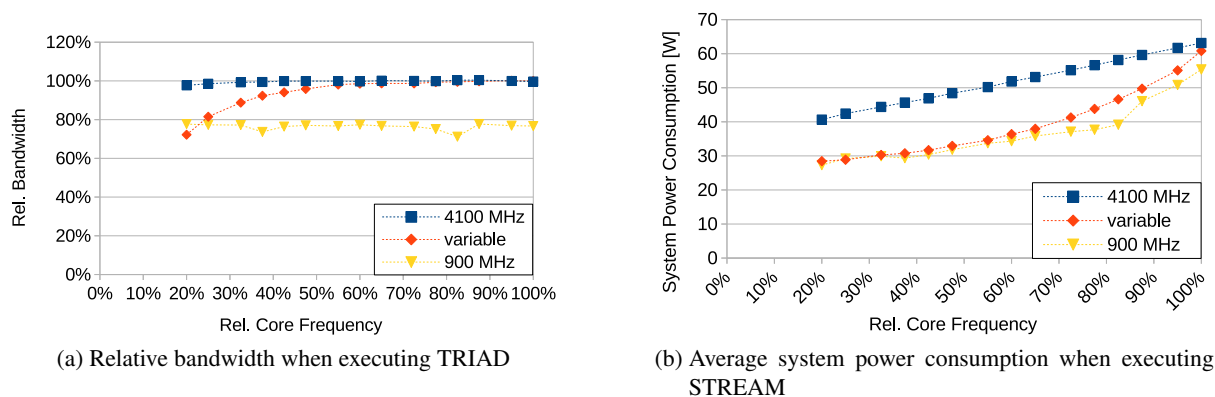 120%
100%
80%
60%
40%
20%
0%
Rel. Bandwidth
4100 MHz
variable
900 MHz
0% 10% 20% 30% 40% 50% 60% 70% 80% 90% 100%
Rel. Core Frequency
(a) Relative bandwidth when executing TRIAD
70
60
50
40
30
20
10
0
System Power Consumption [W]
4100 MHz
variable
900 MHz
0% 10% 20% 30% 40% 50% 60% 70% 80% 90% 100%
Rel. Core Frequency
(b) Average system power consumption when executing
STREAM